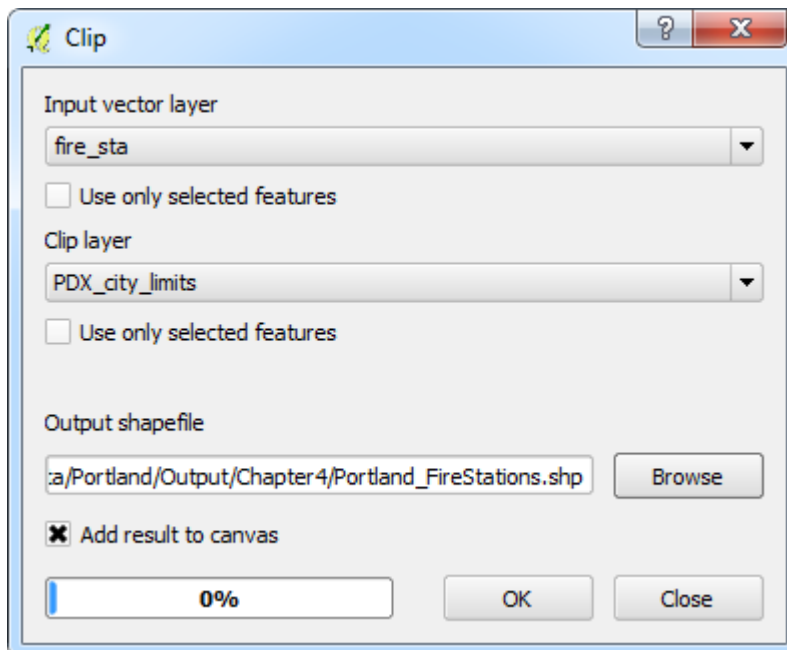 Clip
Input vector layer
fire_sta
Use only selected features
Clip layer
PDX_city_limits
Use only selected features
Output shapefile
:a/Portland/Output/Chapter4/Portland_FireStations.shp Browse
Add result to canvas
0% OK Close